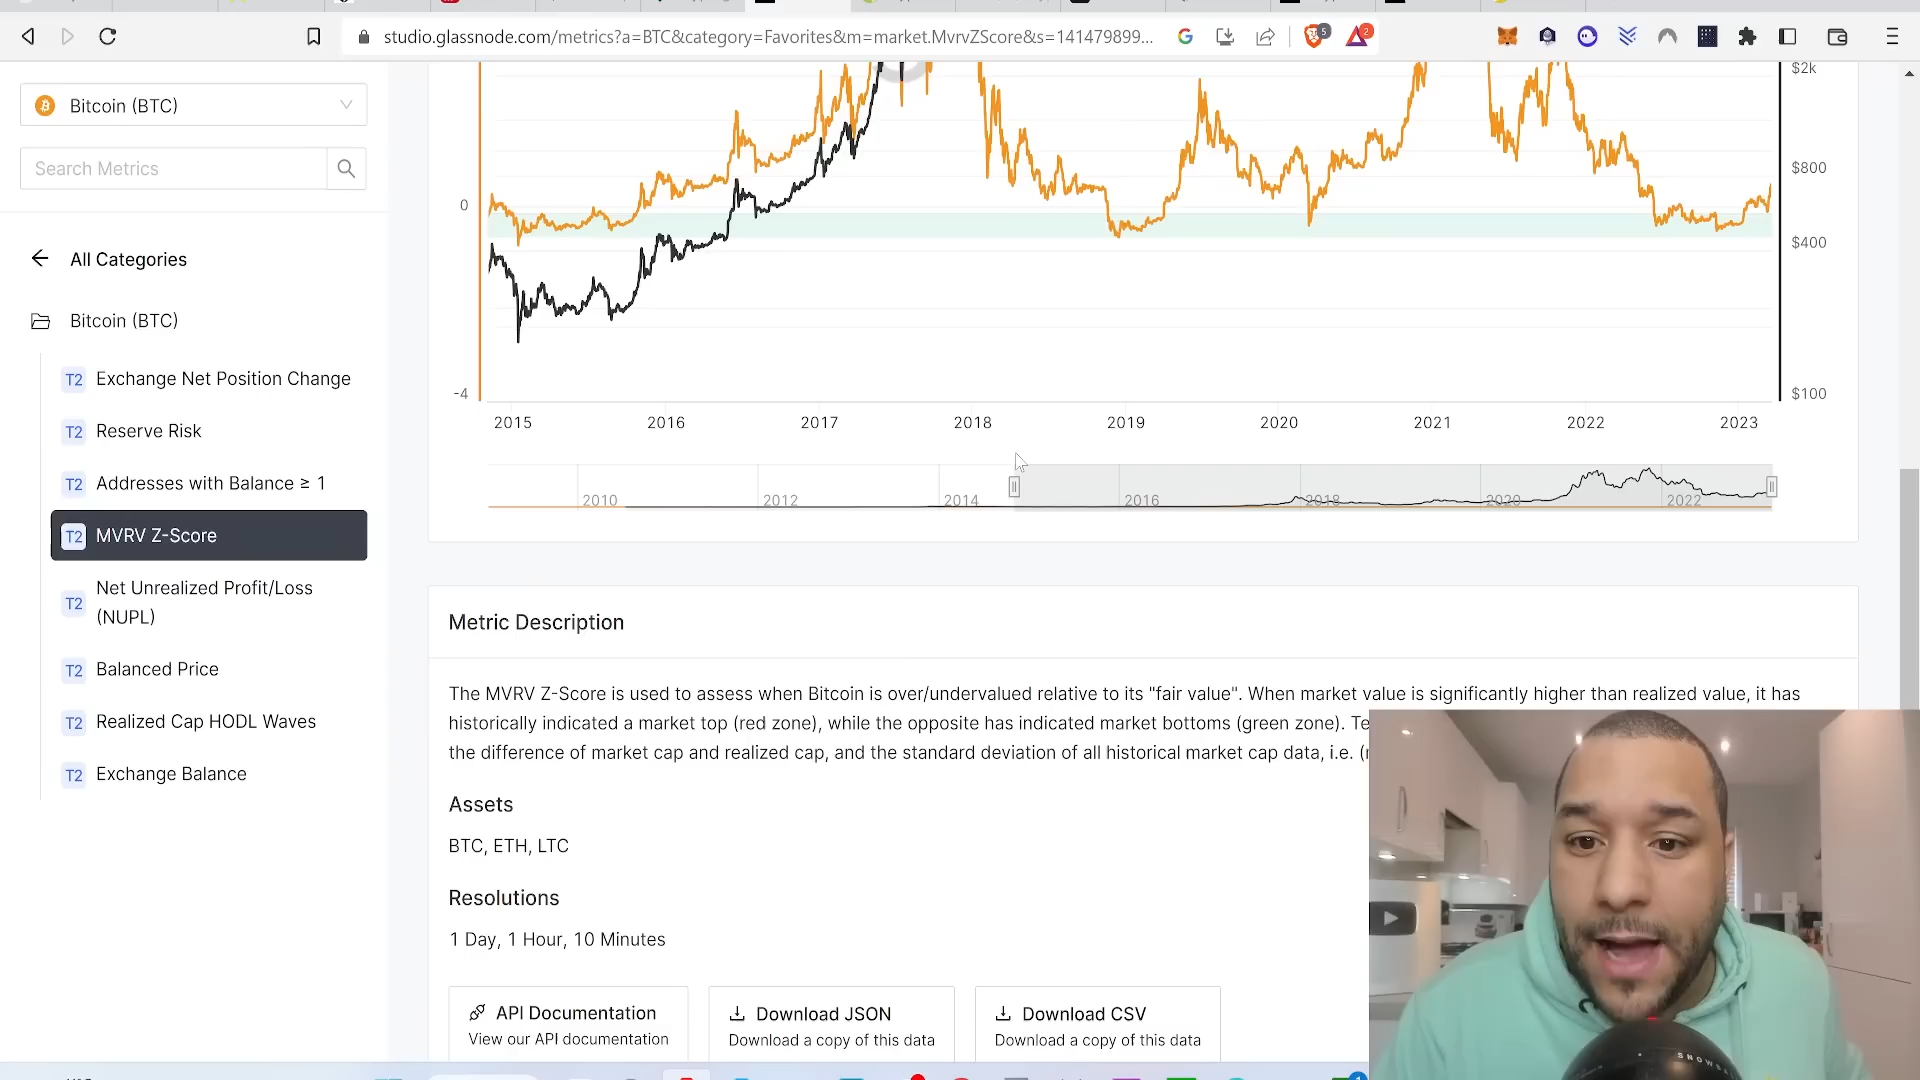 studio.glassnode.com/metrics?a=BTC&category=Favorites&m=market.MvrvZScore&s=141479899...
5
2
Bitcoin (BTC)
Search Metrics
All Categories
Bitcoin (BTC)
T2 Exchange Net Position Change
T2 Reserve Risk
T2 Addresses with Balance ≥ 1
T2 MVRV Z-Score
T2 Net Unrealized Profit/Loss
(NUPL)
T2 Balanced Price
T2 Realized Cap HODL Waves
T2 Exchange Balance
0
-4
$2k
$800
$400
$100
2015 2016 2017 2018 2019 2020 2021 2022 2023
2010 2012 2014 2016 2018 2020 2022
Metric Description
The MVRV Z-Score is used to assess when Bitcoin is over/undervalued relative to its "fair value". When market value is significantly higher than realized value, it has
historically indicated a market top (red zone), while the opposite has indicated market bottoms (green zone). Te
the difference of market cap and realized cap, and the standard deviation of all historical market cap data, i.e. (
Assets
BTC, ETH, LTC
Resolutions
1 Day, 1 Hour, 10 Minutes
API Documentation
View our API documentation
Download JSON
Download a copy of this data
Download CSV
Download a copy of this data